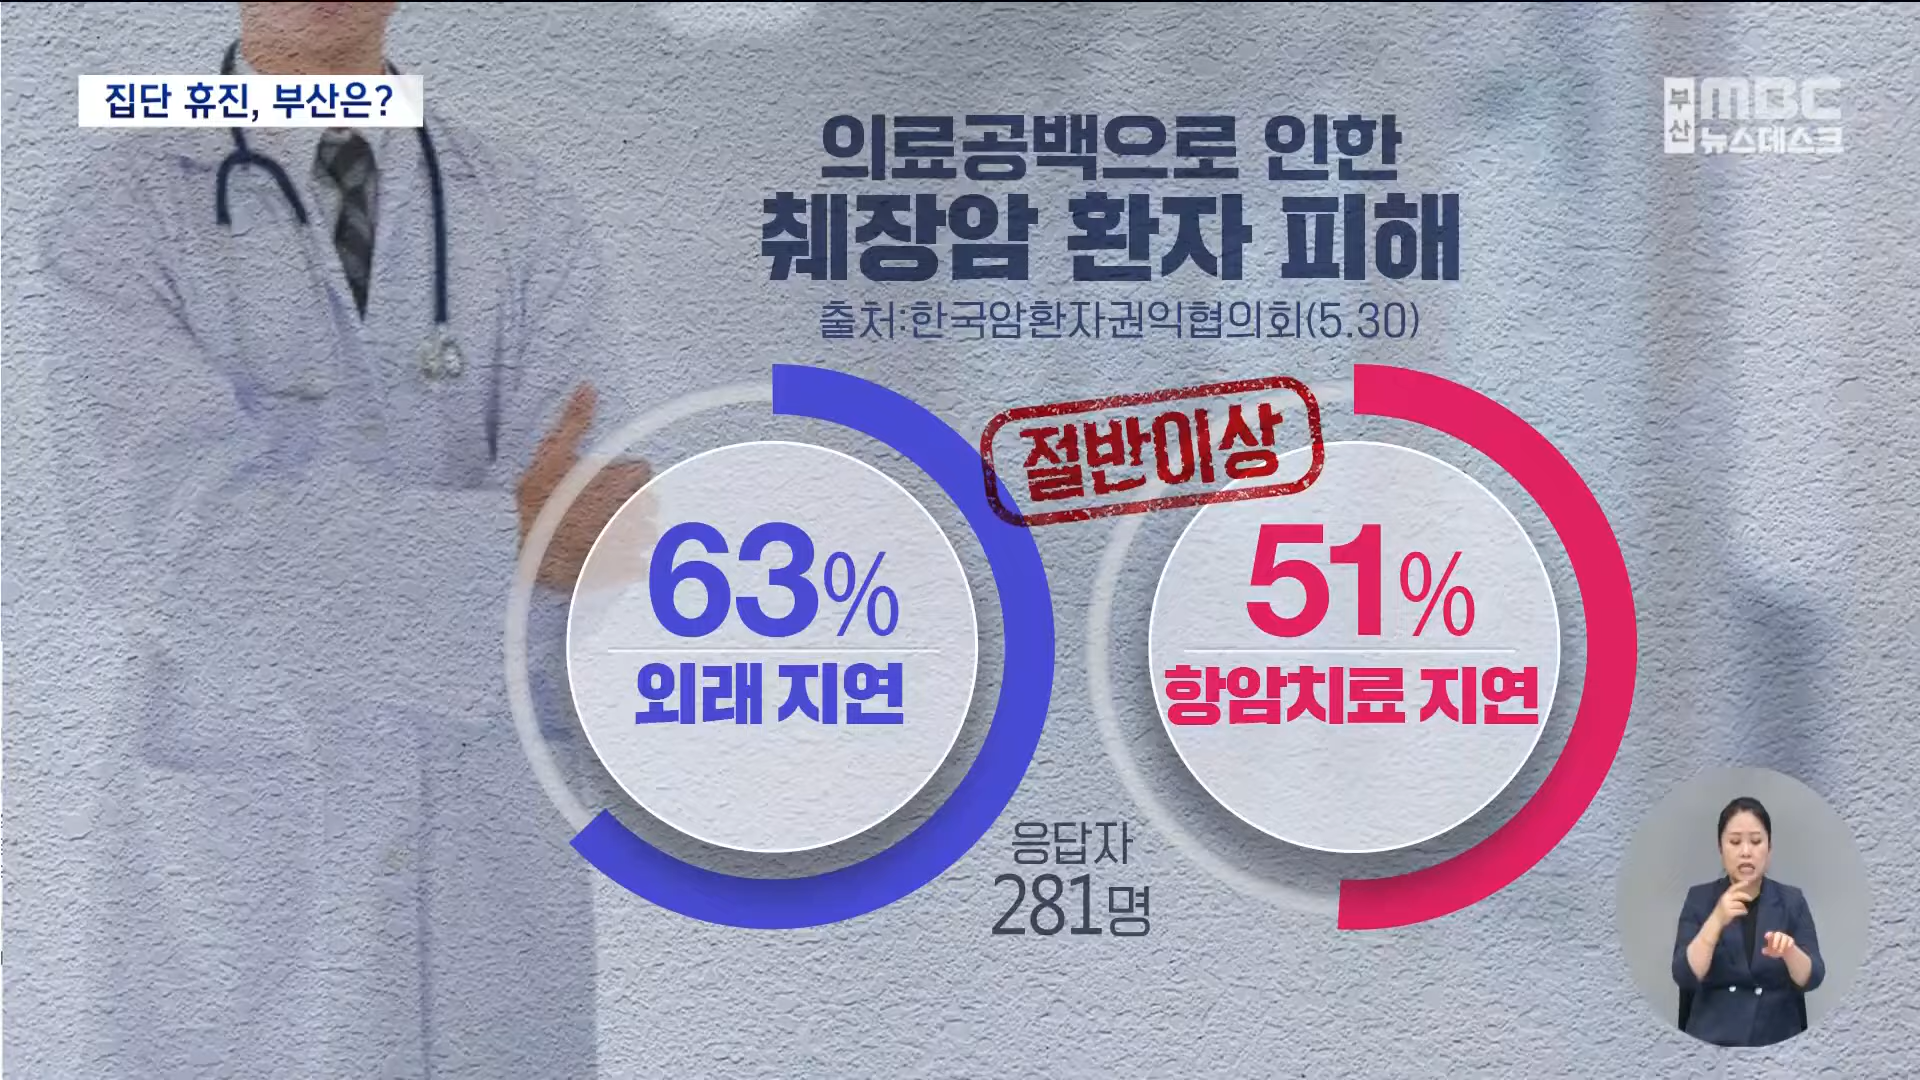 집단 휴진, 부산은?
부산
MBC
뉴스데스크
의료공백으로 인한
췌장암 환자 피해
출처:한국암환자권익협의회(5.30)
절반이상
63%
외래 지연
51%
항암치료 지연
응답자
281명